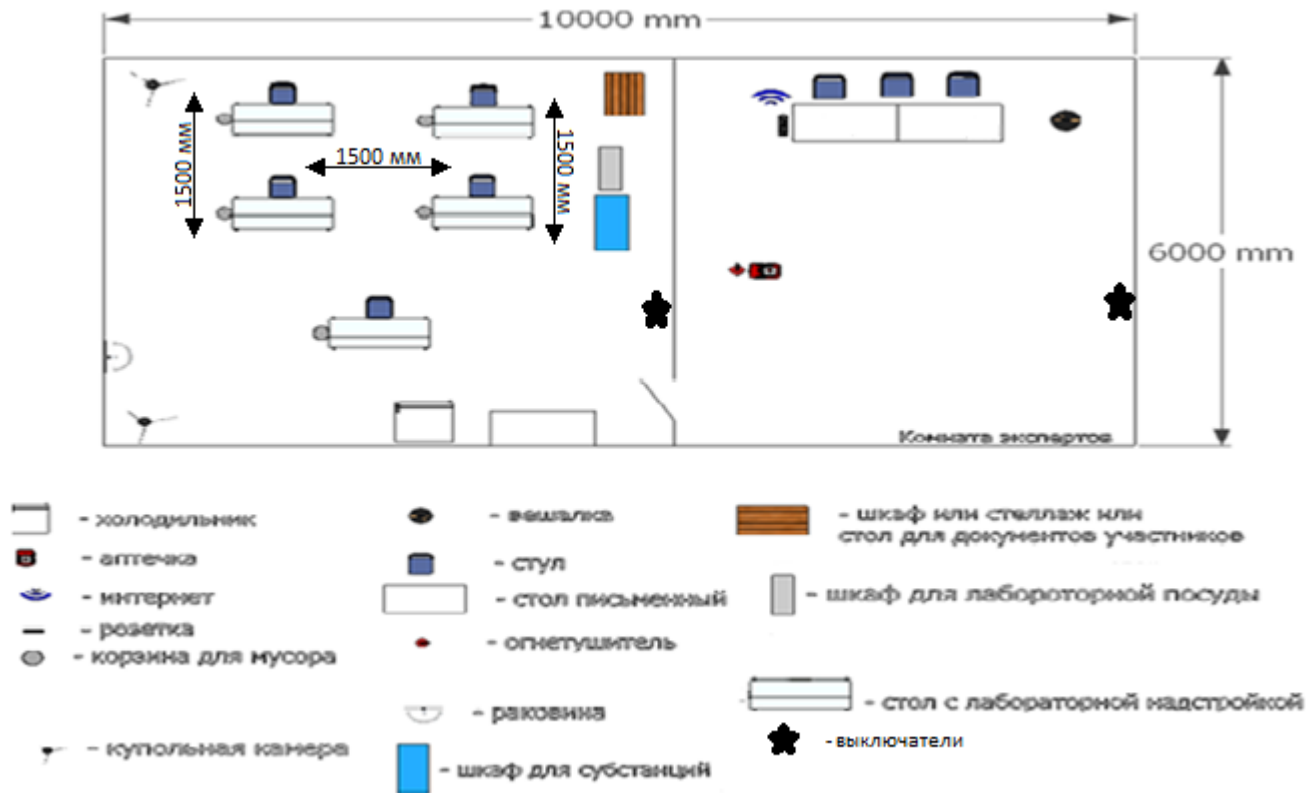 10000 mm
1500 мм
1500 мм
1500 мм
6000 mm
Комната экспертов
- холодильник
- аптечка
- интернет
- розетка
- корзина для мусора
- купольная камера
- вешалка
- стул
- стол письменный
- огнетушитель
- раковина
- шкаф для субстанций
- шкаф или стеллаж или
стол для документов участников
- шкаф для лабороторной посуды
- стол с лабораторной надстройкой
- выключатели